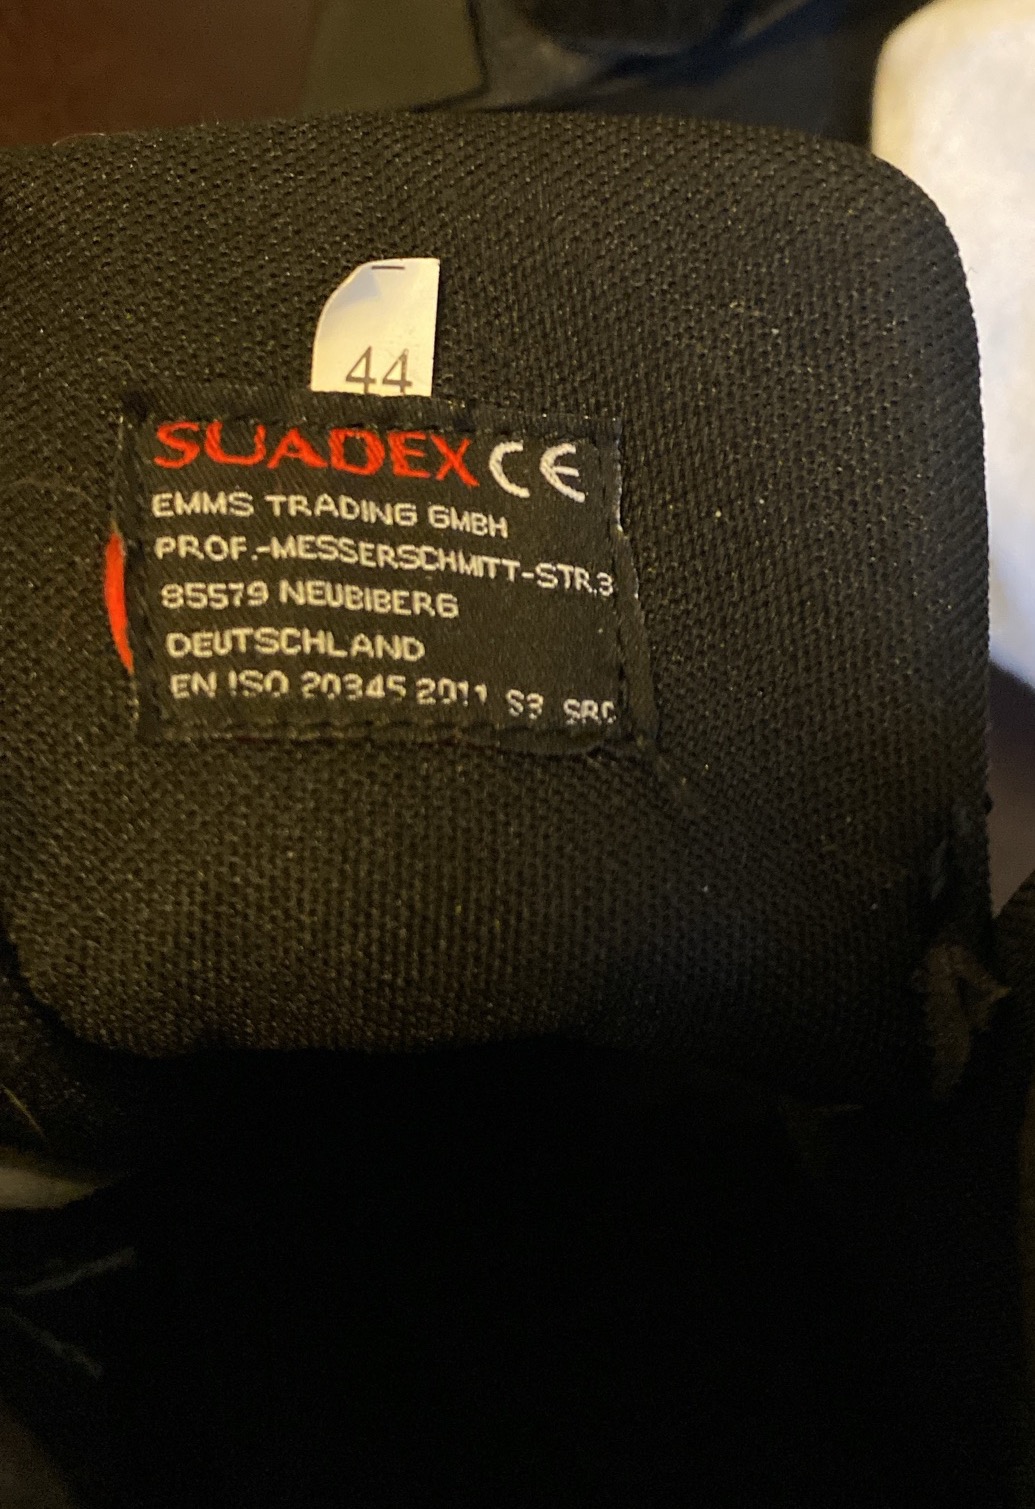 44
SUADEX CE
EMMS TRADING GMBH
PROF.-MESSERSCHMITT-STR.3
85579 NEUBIBERG
DEUTSCHLAND
EN ISO 20345 2011 S3 SRC